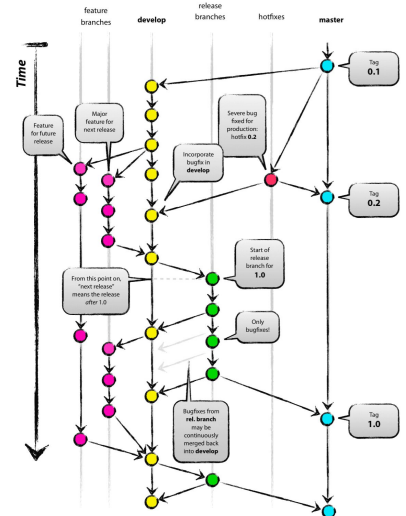 feature
branches
develop
release
branches
hotfixes
master
Time
Tag
0.1
Major
feature for
next release
Feature
for future
release
Severe bug
fixed for
production:
hotfix 0.2
Incorporate
bugfix in
develop
Tag
0.2
Start of
release
branch for
1.0
From this point on,
"next release"
means the release
after 1.0
Only
bugfixes!
Bugfixes from
rel. branch
may be
continuously
merged back
into develop
Tag
1.0